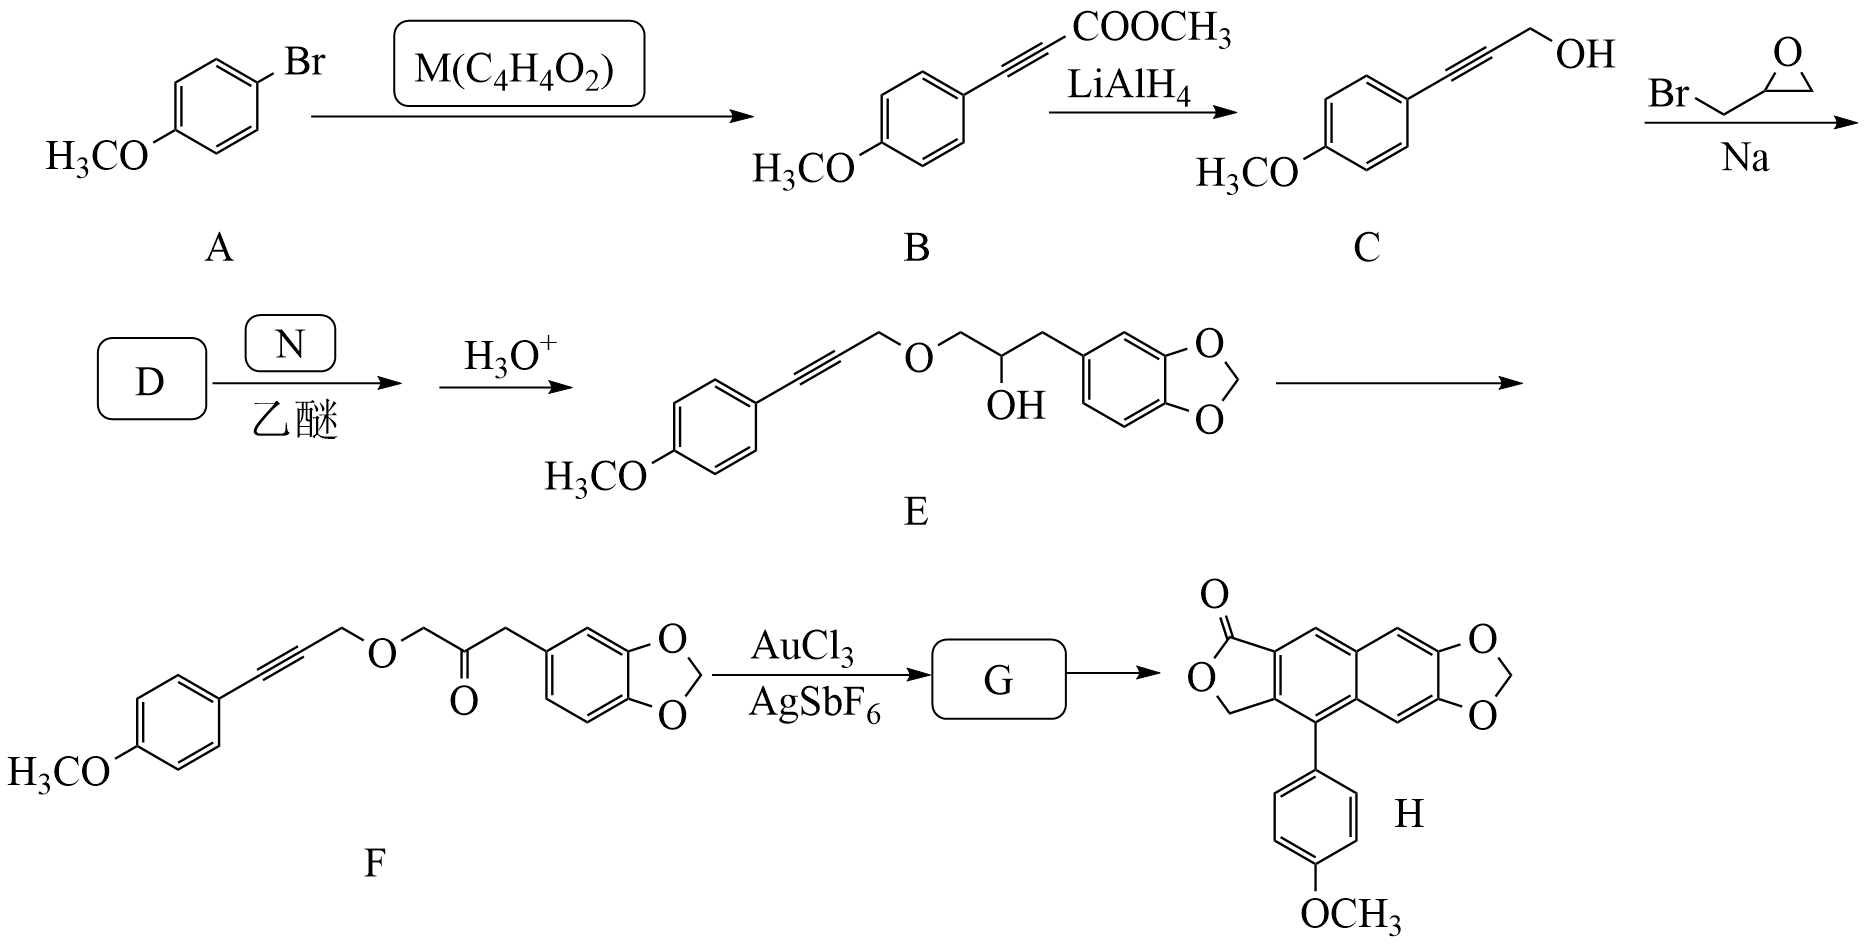 Br
H₃CO
A
M(C₄H₄O₂)
COOCH₃
H₃CO
B
LiAlH₄
OH
H₃CO
C
O
Br
Na
D
N
乙醚
H₃O⁺
O
OH
O
O
H₃CO
E
O
O
O
O
H₃CO
F
AuCl₃
AgSbF₆
G
O
O
O
O
H
OCH₃